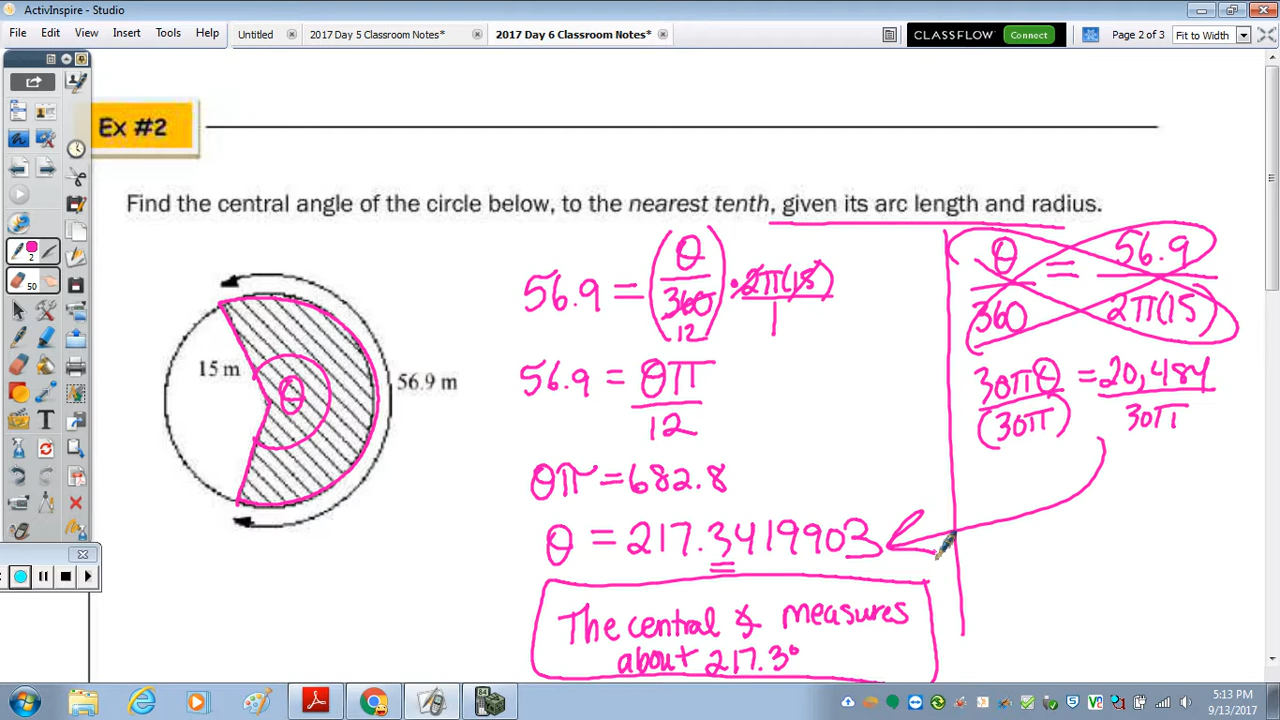 ActivInspire - Studio
File Edit View Insert Tools Help
Untitled
2017 Day 5 Classroom Notes*
2017 Day 6 Classroom Notes*
CLASSFLOW Connect
Page 2 of 3
Fit to Width
Ex #2
Find the central angle of the circle below, to the nearest tenth, given its arc length and radius.
15 m
θ
56.9 m
56.9 = (θ/360) · 2π(15)/1
12
56.9 = θπ/12
θπ = 682.8
θ = 217.3419903
The central ∡ measures
about 217.3°
θ/360 = 56.9/2π(15)
30πθ/(30π) = 20,484/30π
2
50
T
5:13 PM
9/13/2017